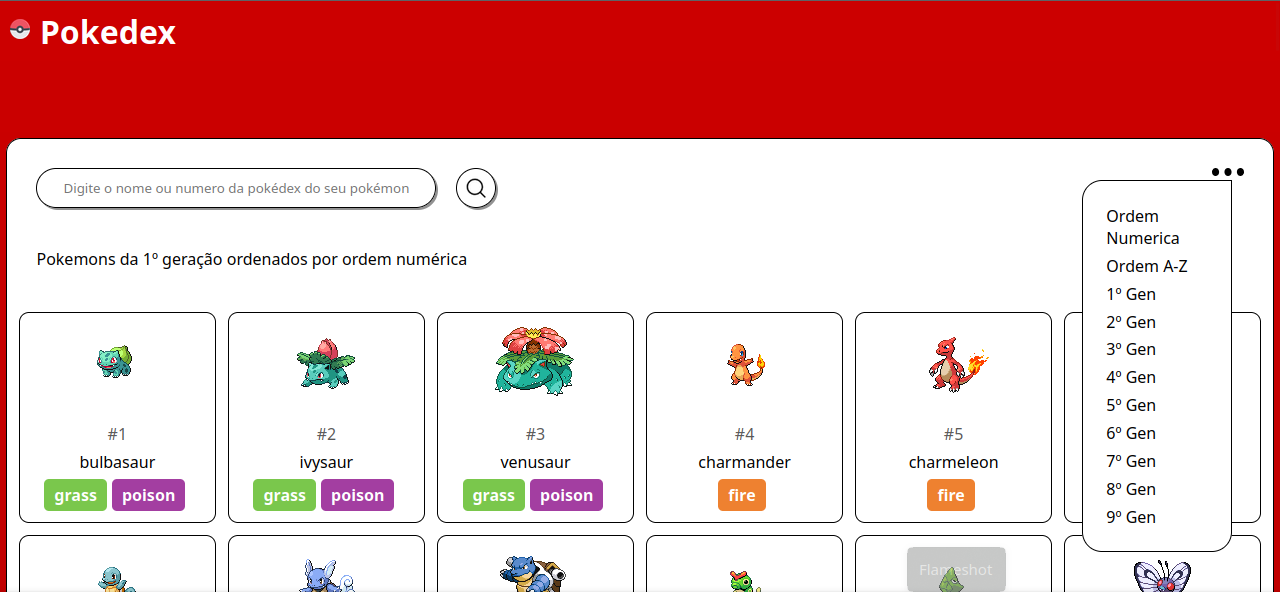 Pokedex
Digite o nome ou numero da pokédex do seu pokémon
Pokemons da 1º geração ordenados por ordem numérica
Ordem
Numerica
Ordem A-Z
1º Gen
2º Gen
3º Gen
4º Gen
5º Gen
6º Gen
7º Gen
8º Gen
9º Gen
#1
bulbasaur
grass poison
#2
ivysaur
grass poison
#3
venusaur
grass poison
#4
charmander
fire
#5
charmeleon
fire
Flameshot